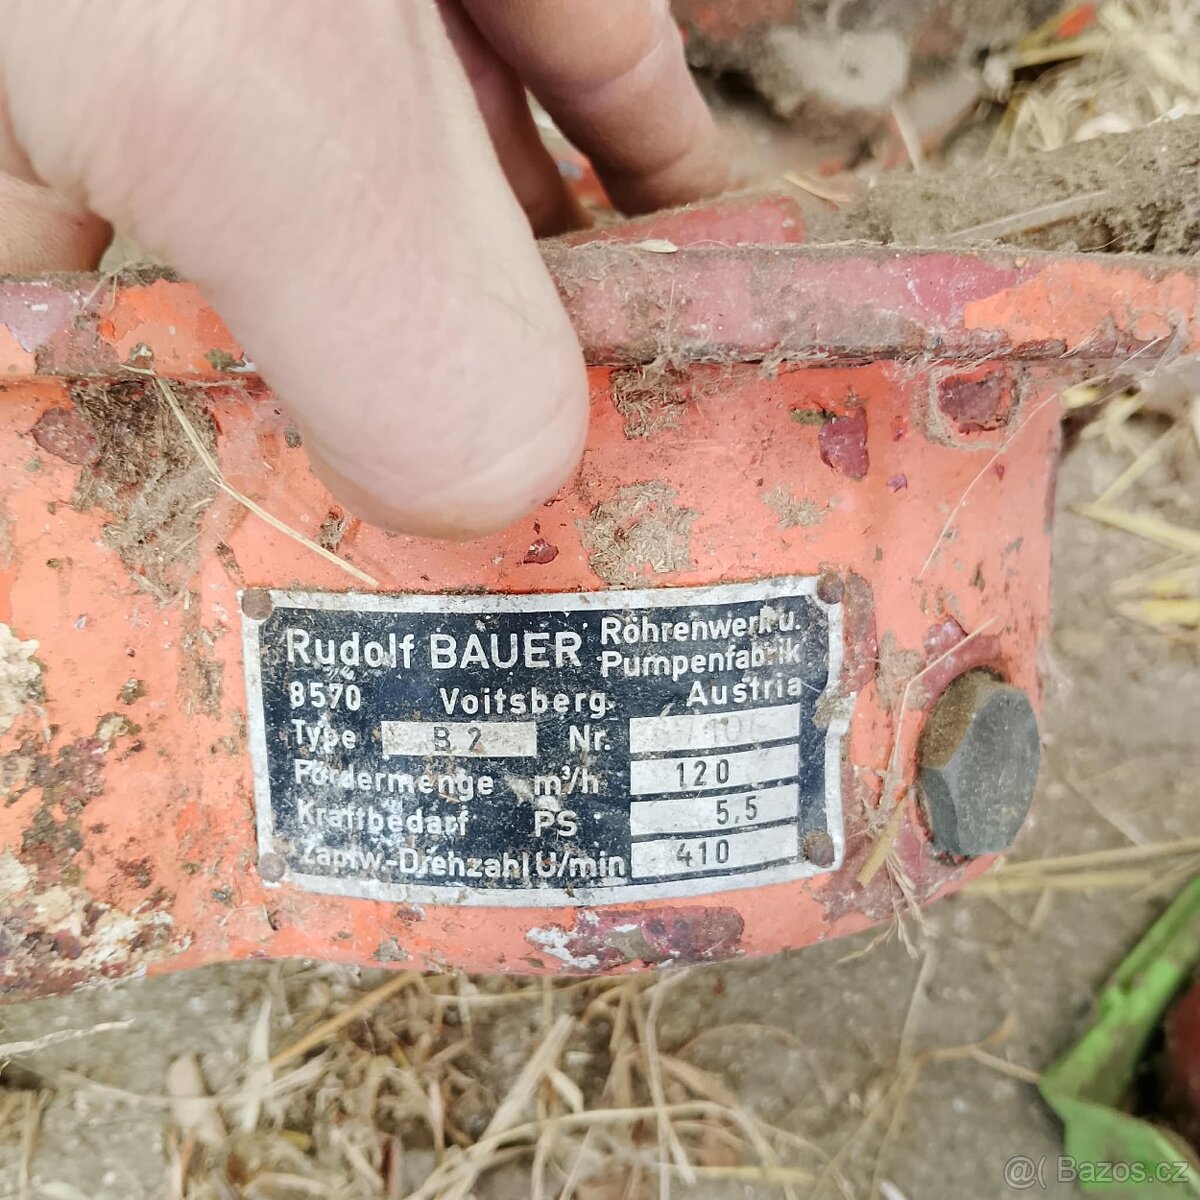 Rudolf BAUER Röhrenwerk u.
Pumpenfabrik
8570 Voitsberg Austria
Type B 2 Nr.
Fördermenge m³/h 120
Kraftbedarf PS 5,5
Zapfw-Drehzahl U/min 410
@( Bazos.cz